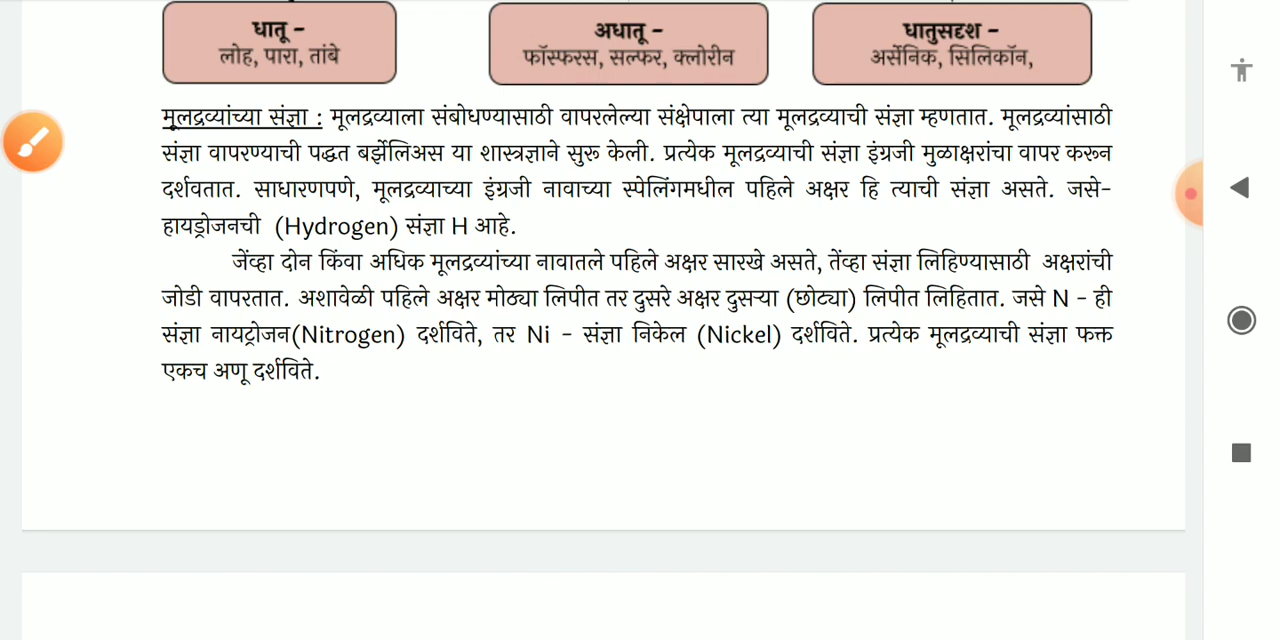 धातू –
लोह, पारा, तांबे
अधातू –
फॉस्फरस, सल्फर, क्लोरीन
धातुसदृश –
अर्सेनिक, सिलिकॉन,
मूलद्रव्यांच्या संज्ञा : मूलद्रव्याला संबोधण्यासाठी वापरलेल्या संक्षेपाला त्या मूलद्रव्याची संज्ञा म्हणतात. मूलद्रव्यांसाठी
संज्ञा वापरण्याची पद्धत बर्झेलिअस या शास्त्रज्ञाने सुरू केली. प्रत्येक मूलद्रव्याची संज्ञा इंग्रजी मुळाक्षरांचा वापर करून
दर्शवतात. साधारणपणे, मूलद्रव्याच्या इंग्रजी नावाच्या स्पेलिंगमधील पहिले अक्षर हि त्याची संज्ञा असते. जसे-
हायड्रोजनची (Hydrogen) संज्ञा H आहे.
जेंव्हा दोन किंवा अधिक मूलद्रव्यांच्या नावातले पहिले अक्षर सारखे असते, तेंव्हा संज्ञा लिहिण्यासाठी अक्षरांची
जोडी वापरतात. अशावेळी पहिले अक्षर मोठ्या लिपीत तर दुसरे अक्षर दुसऱ्या (छोट्या) लिपीत लिहितात. जसे N – ही
संज्ञा नायट्रोजन(Nitrogen) दर्शविते, तर Ni – संज्ञा निकेल (Nickel) दर्शविते. प्रत्येक मूलद्रव्याची संज्ञा फक्त
एकच अणू दर्शविते.